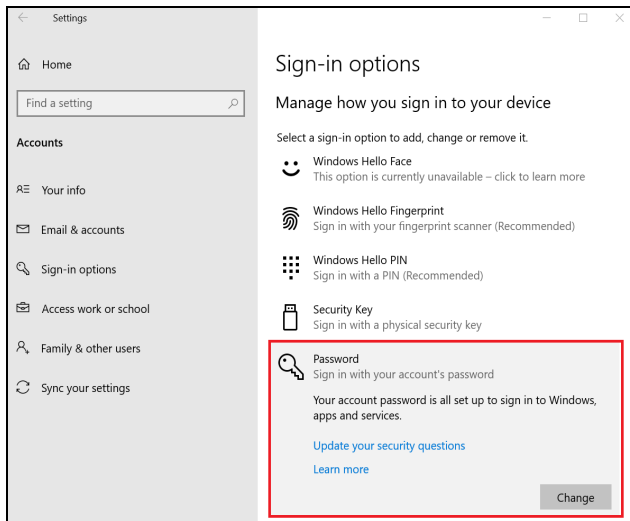 Settings
Home
Find a setting
Accounts
Your info
Email & accounts
Sign-in options
Access work or school
Family & other users
Sync your settings
Sign-in options
Manage how you sign in to your device
Select a sign-in option to add, change or remove it.
Windows Hello Face
This option is currently unavailable – click to learn more
Windows Hello Fingerprint
Sign in with your fingerprint scanner (Recommended)
Windows Hello PIN
Sign in with a PIN (Recommended)
Security Key
Sign in with a physical security key
Password
Sign in with your account's password
Your account password is all set up to sign in to Windows,
apps and services.
Update your security questions
Learn more
Change